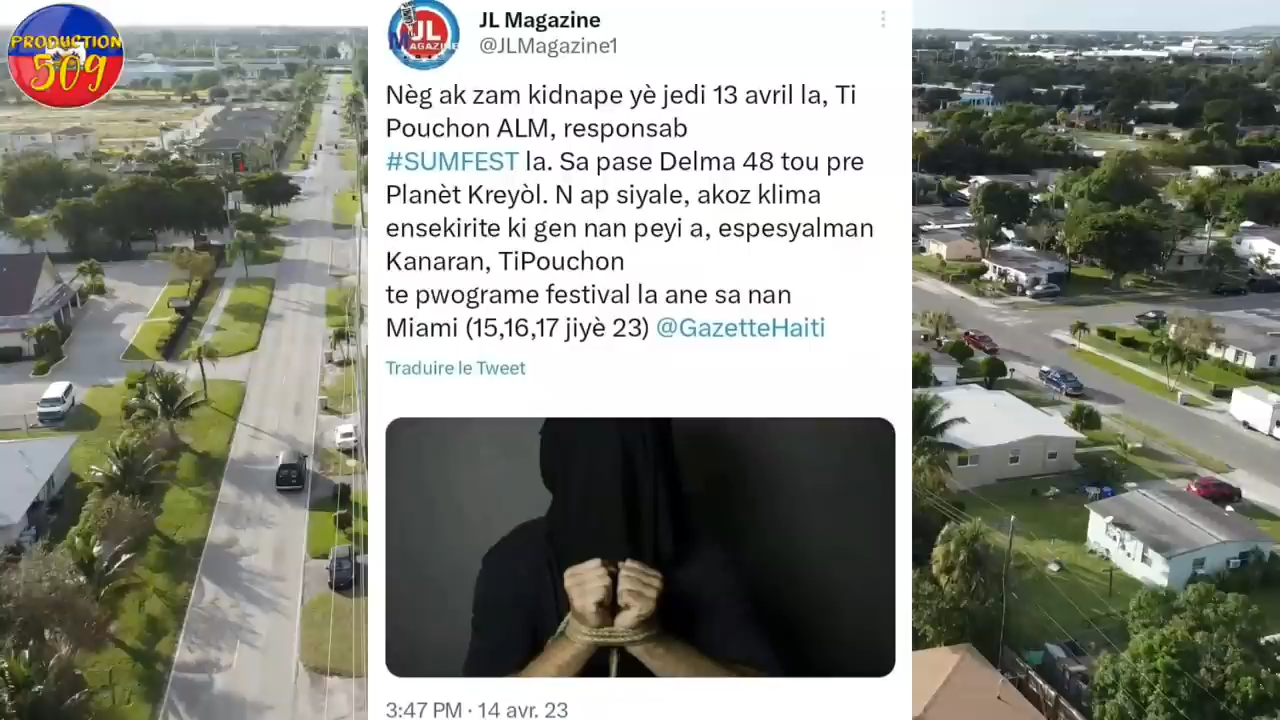 PRODUCTION
509
JL
MAGAZINE
JL Magazine
@JLMagazine1
Nèg ak zam kidnape yè jedi 13 avril la, Ti
Pouchon ALM, responsab
#SUMFEST la. Sa pase Delma 48 tou pre
Planèt Kreyòl. N ap siyale, akoz klima
ensekirite ki gen nan peyi a, espesyalman
Kanaran, TiPouchon
te pwograme festival la ane sa nan
Miami (15,16,17 jiyè 23) @GazetteHaiti
Traduire le Tweet
3:47 PM · 14 avr. 23